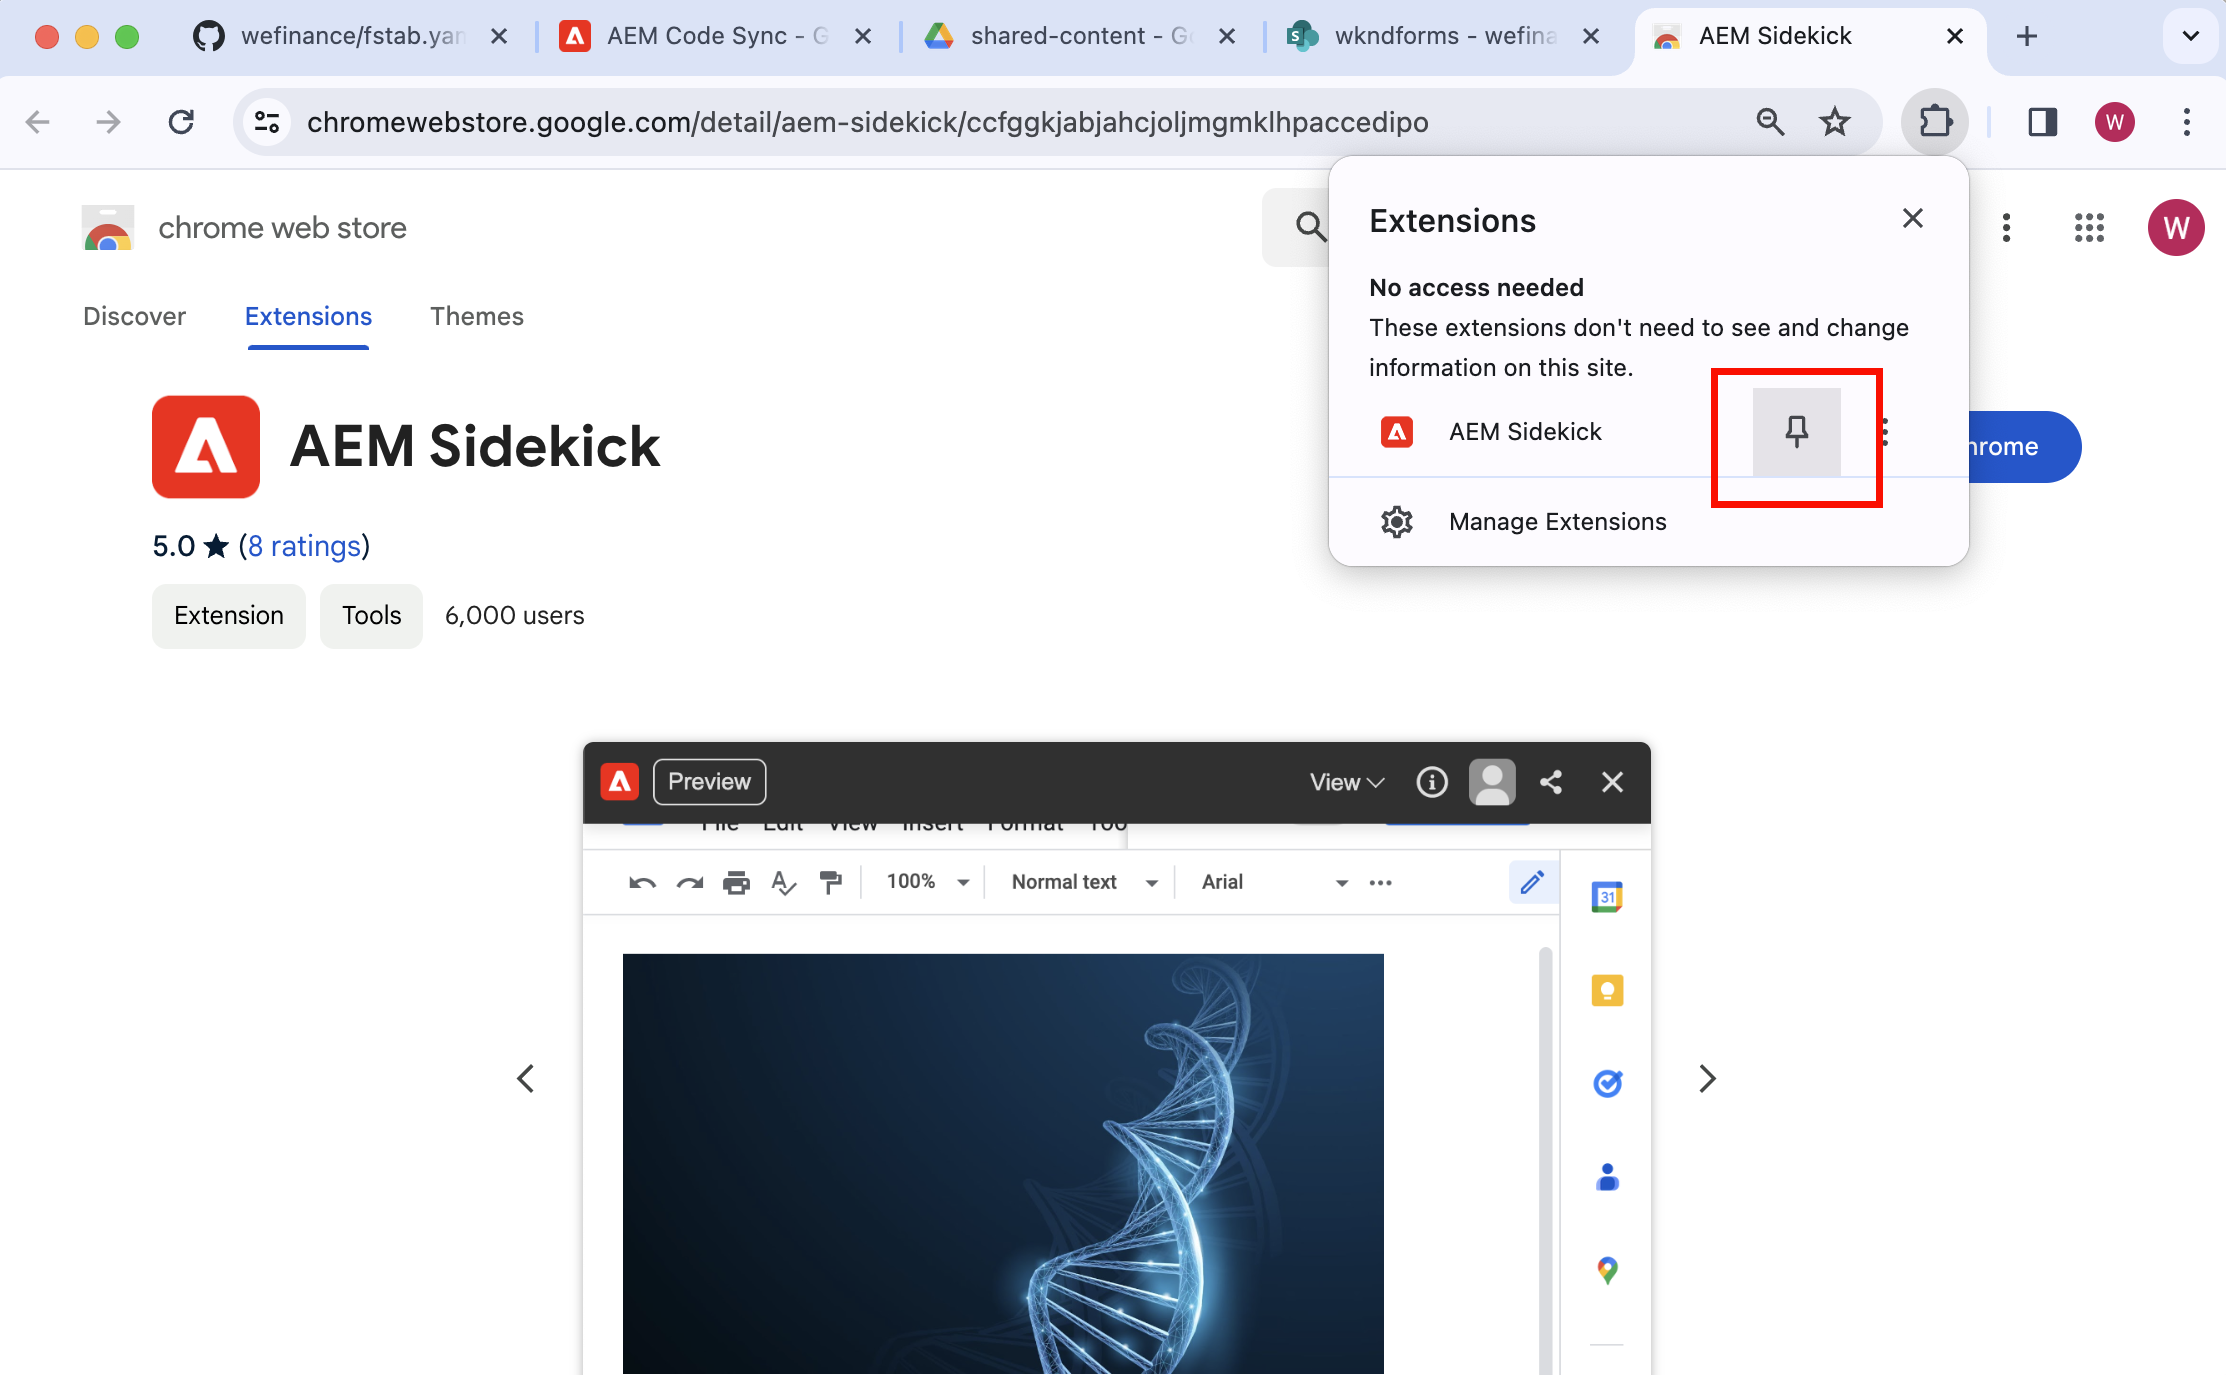 wefinance/fstab.yam
AEM Code Sync - G
shared-content - Go
wkndforms - wefina
AEM Sidekick
chromewebstore.google.com/detail/aem-sidekick/ccfggkjabjahcjoljmgmklhpaccedipo
W
chrome web store
W
Discover
Extensions
Themes
Extensions
No access needed
These extensions don't need to see and change
information on this site.
AEM Sidekick
Manage Extensions
hrome
AEM Sidekick
5.0 ★ (8 ratings)
Extension
Tools
6,000 users
Preview
View
File Edit View Insert Format Too
100%
Normal text
Arial
31